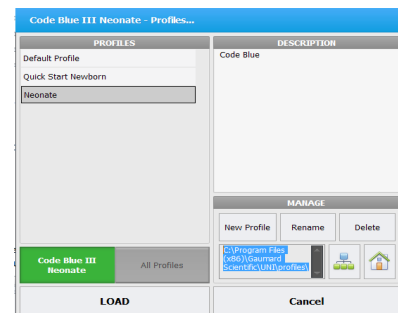 Code Blue III Neonate - Profiles...
PROFILES
Default Profile
Quick Start Newborn
Neonate
DESCRIPTION
Code Blue
MANAGE
New Profile
Rename
Delete
C:\Program Files
(x86)\Gaumard
Scientific\UNI\profiles\
Code Blue III
Neonate
All Profiles
LOAD
Cancel